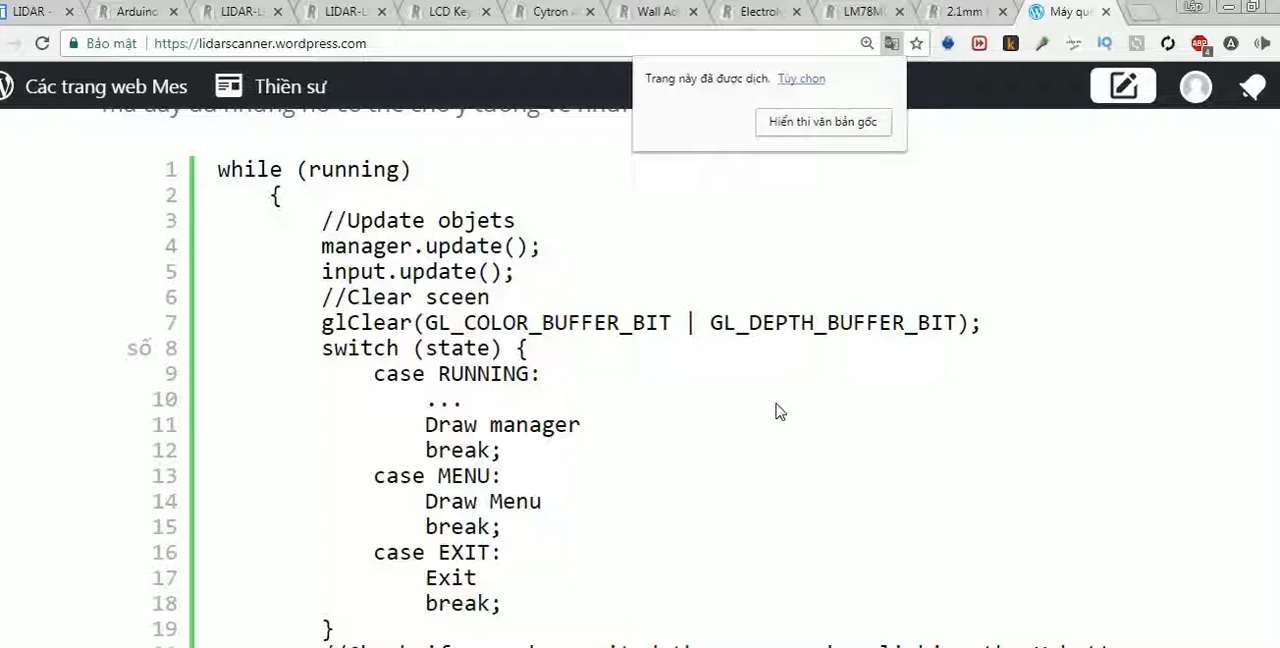 LIDAR -
Arduino
LIDAR-L
LIDAR-L
LCD Key
Cytron
Wall Ad
Electro
LM78M
2.1mm
Máy qu
Lập
Bảo mật
https://lidarscanner.wordpress.com
Các trang web Mes
Thiền sư
Trang này đã được dịch. Tùy chọn
Hiển thị văn bản gốc
1 while (running)
2 {
3 //Update objets
4 manager.update();
5 input.update();
6 //Clear sceen
7 glClear(GL_COLOR_BUFFER_BIT | GL_DEPTH_BUFFER_BIT);
số 8 switch (state) {
9 case RUNNING:
10 ...
11 Draw manager
12 break;
13 case MENU:
14 Draw Menu
15 break;
16 case EXIT:
17 Exit
18 break;
19 }